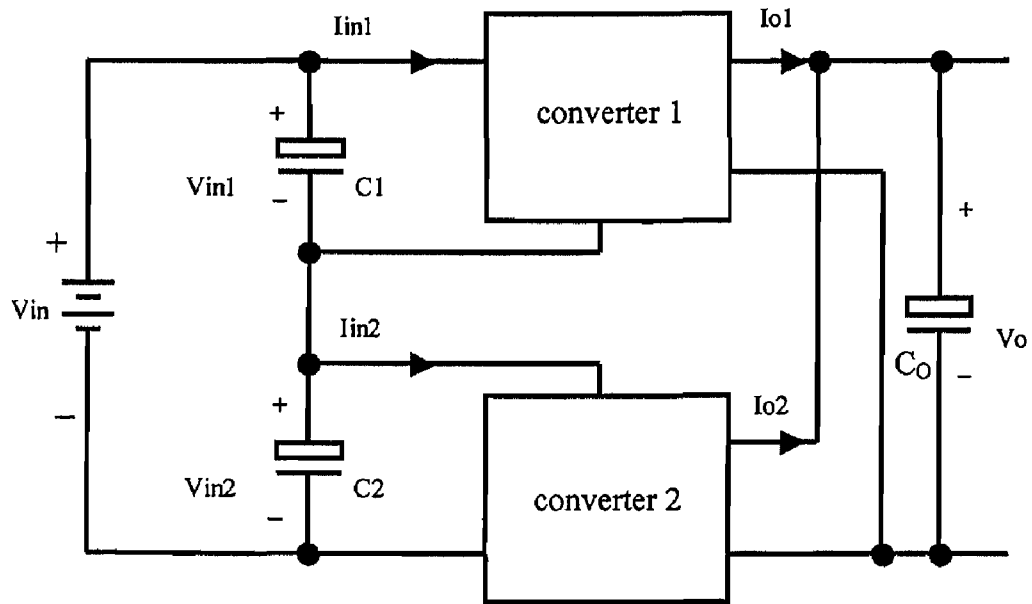 Iin1
Io1
converter 1
+
Vin1
C1
−
+
+
Vin
Iin2
Vo
CO
−
−
+
Io2
Vin2
C2
converter 2
−